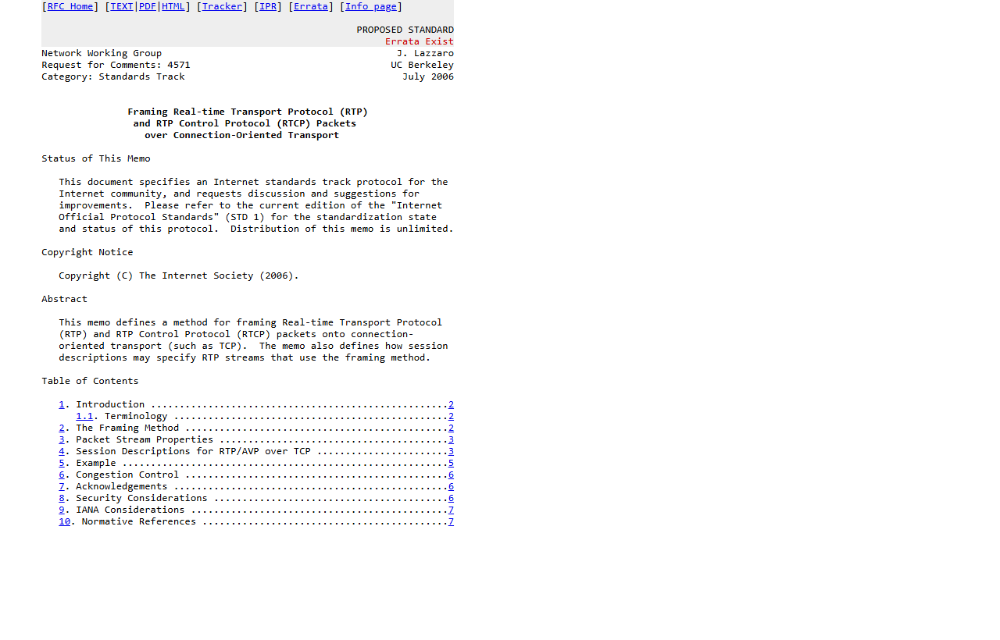 [RFC Home] [TEXT|PDF|HTML] [Tracker] [IPR] [Errata] [Info page]
PROPOSED STANDARD
Errata Exist
Network Working Group                                         J. Lazzaro
Request for Comments: 4571                                   UC Berkeley
Category: Standards Track                                      July 2006
Framing Real-time Transport Protocol (RTP)
and RTP Control Protocol (RTCP) Packets
over Connection-Oriented Transport
Status of This Memo
This document specifies an Internet standards track protocol for the
Internet community, and requests discussion and suggestions for
improvements.  Please refer to the current edition of the "Internet
Official Protocol Standards" (STD 1) for the standardization state
and status of this protocol.  Distribution of this memo is unlimited.
Copyright Notice
Copyright (C) The Internet Society (2006).
Abstract
This memo defines a method for framing Real-time Transport Protocol
(RTP) and RTP Control Protocol (RTCP) packets onto connection-
oriented transport (such as TCP).  The memo also defines how session
descriptions may specify RTP streams that use the framing method.
Table of Contents
1. Introduction ....................................................2
1.1. Terminology ................................................2
2. The Framing Method ..............................................2
3. Packet Stream Properties ........................................3
4. Session Descriptions for RTP/AVP over TCP .......................3
5. Example .........................................................5
6. Congestion Control ..............................................6
7. Acknowledgements ................................................6
8. Security Considerations .........................................6
9. IANA Considerations .............................................7
10. Normative References ...........................................7